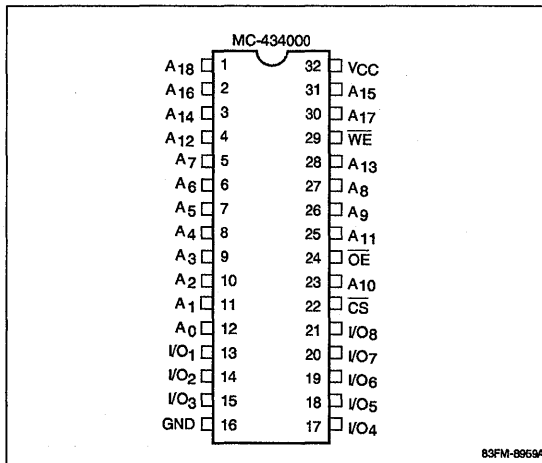 MC-434000
A18 1 32 VCC
A16 2 31 A15
A14 3 30 A17
A12 4 29 WE
A7 5 28 A13
A6 6 27 A8
A5 7 26 A9
A4 8 25 A11
A3 9 24 OE
A2 10 23 A10
A1 11 22 CS
A0 12 21 I/O8
I/O1 13 20 I/O7
I/O2 14 19 I/O6
I/O3 15 18 I/O5
GND 16 17 I/O4
83FM-8959A